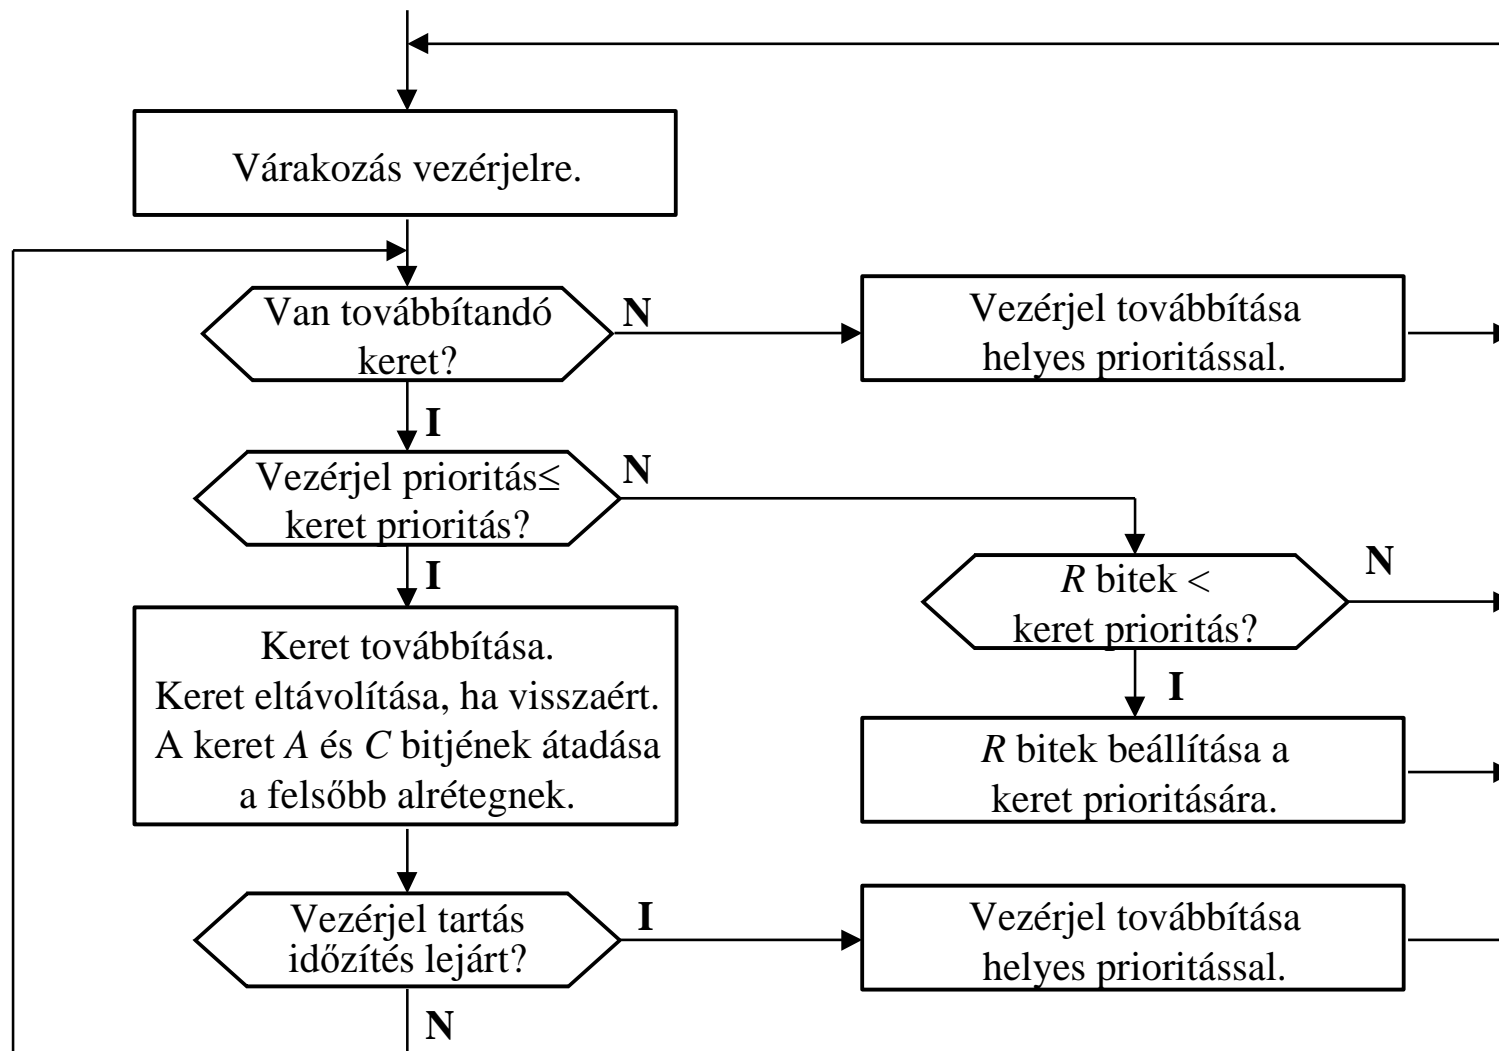 Várakozás vezérjelre.
Van továbbítandó
keret?
N
Vezérjel továbbítása
helyes prioritással.
I
Vezérjel prioritás≤
keret prioritás?
N
R bitek <
keret prioritás?
N
I
I
Keret továbbítása.
Keret eltávolítása, ha visszaért.
A keret A és C bitjének átadása
a felsőbb alrétegnek.
R bitek beállítása a
keret prioritására.
Vezérjel tartás
időzítés lejárt?
I
Vezérjel továbbítása
helyes prioritással.
N